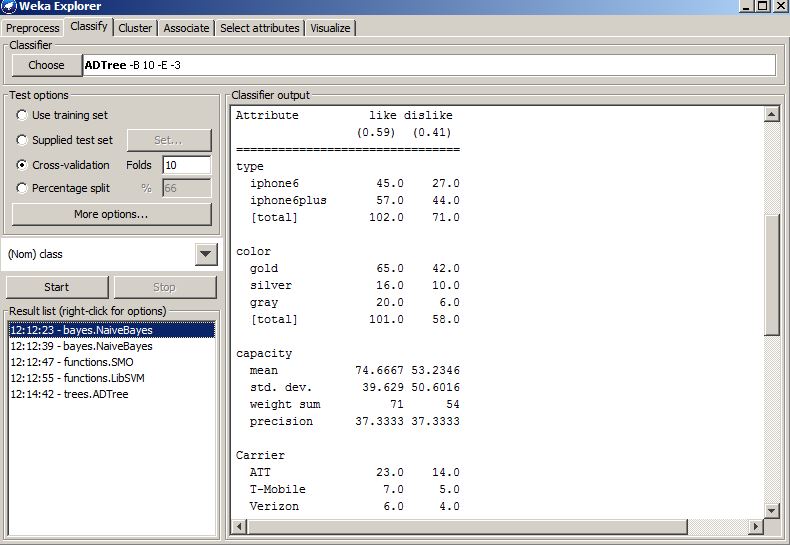 Weka Explorer
Preprocess Classify Cluster Associate Select attributes Visualize
Classifier
Choose ADTree -B 10 -E -3
Test options
Use training set
Supplied test set Set...
Cross-validation Folds 10
Percentage split % 66
More options...
(Nom) class
Start Stop
Result list (right-click for options)
12:12:23 - bayes.NaiveBayes
12:12:39 - bayes.NaiveBayes
12:12:47 - functions.SMO
12:12:55 - functions.LibSVM
12:14:42 - trees.ADTree
Classifier output
Attribute like dislike
(0.59) (0.41)
================================
type
iphone6 45.0 27.0
iphone6plus 57.0 44.0
[total] 102.0 71.0
color
gold 65.0 42.0
silver 16.0 10.0
gray 20.0 6.0
[total] 101.0 58.0
capacity
mean 74.6667 53.2346
std. dev. 39.629 50.6016
weight sum 71 54
precision 37.3333 37.3333
Carrier
ATT 23.0 14.0
T-Mobile 7.0 5.0
Verizon 6.0 4.0